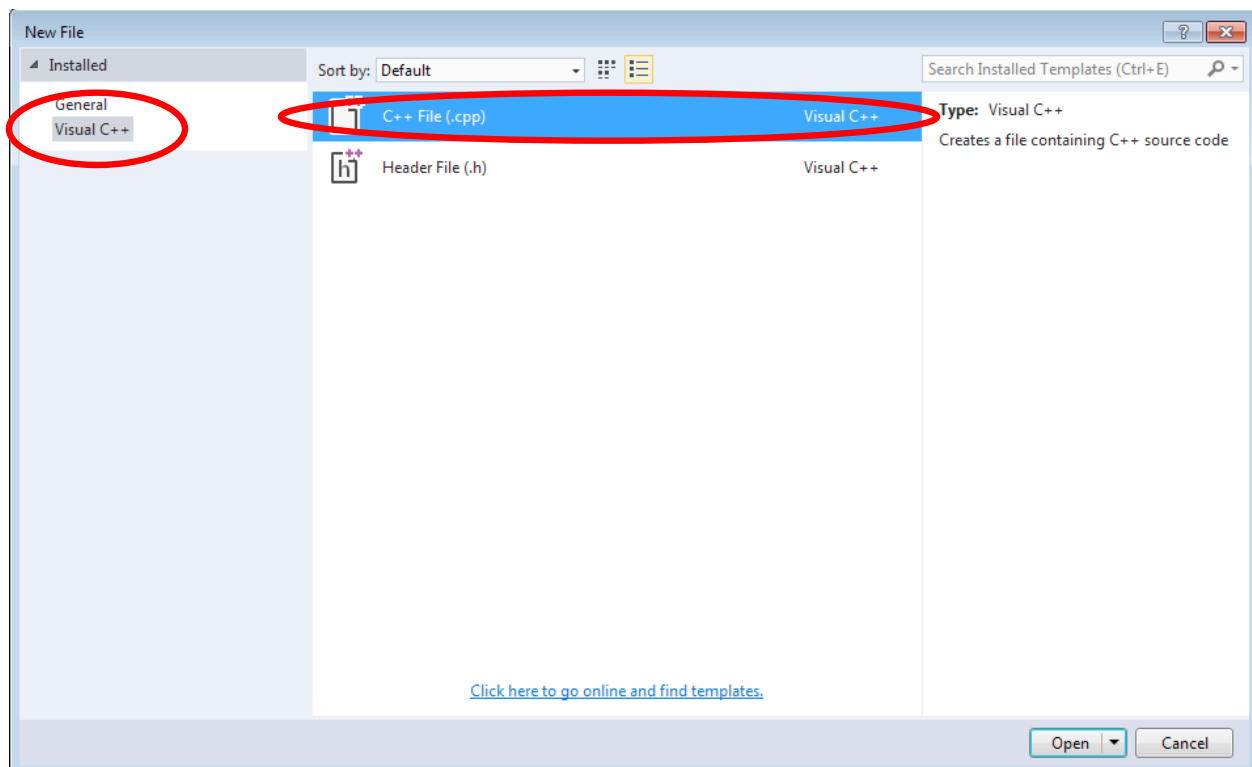 New File
Installed
General
Visual C++
Sort by: Default
Search Installed Templates (Ctrl+E)
C++ File (.cpp) Visual C++
Header File (.h) Visual C++
Type: Visual C++
Creates a file containing C++ source code
Click here to go online and find templates.
Open Cancel